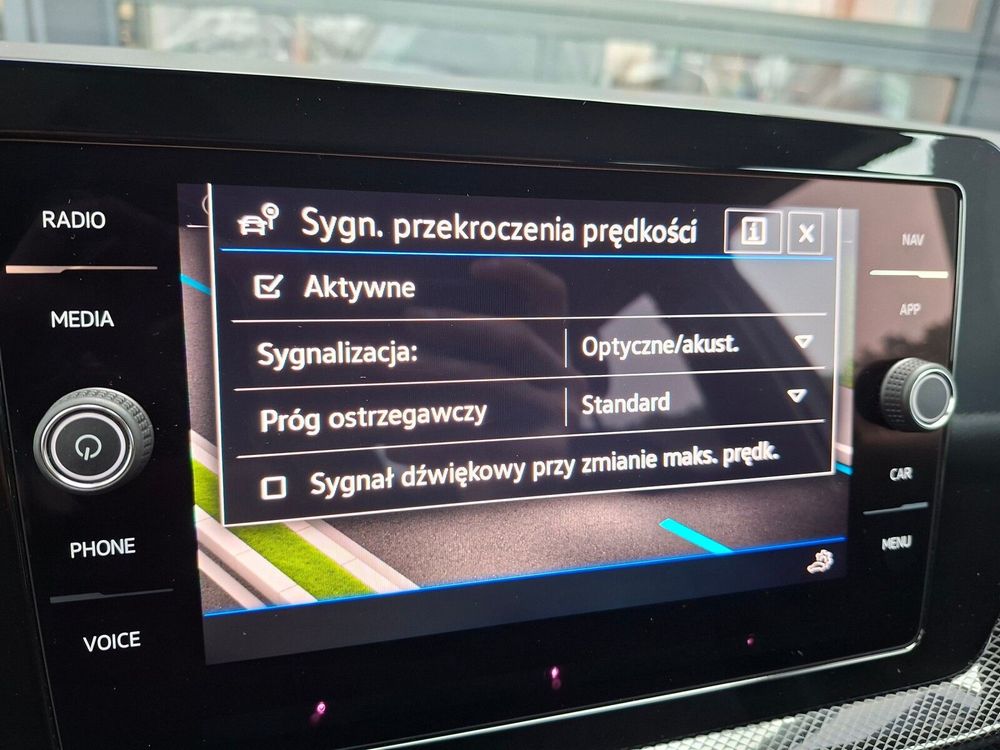 RADIO
MEDIA
PHONE
VOICE
Sygn. przekroczenia prędkości
i
X
Aktywne
Sygnalizacja:
Optyczne/akust.
Próg ostrzegawczy
Standard
Sygnał dźwiękowy przy zmianie maks. prędk.
NAV
APP
CAR
MENU